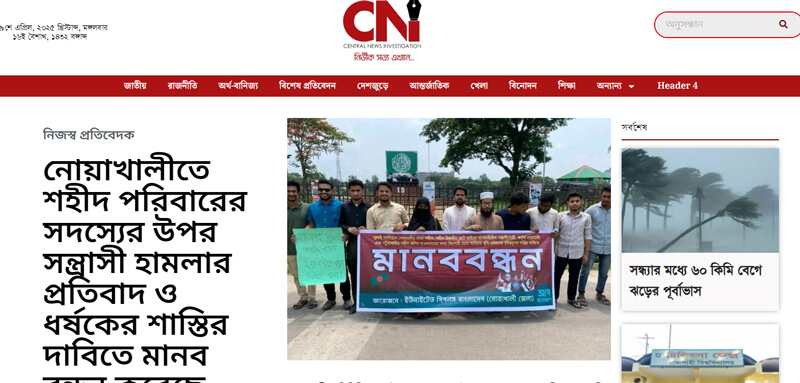 CNi
CENTRAL NEWS INVESTIGATION
নির্ভীক সত্য এখানে...
৯শে এপ্রিল, ২০২৫ খ্রিস্টাব্দ, মঙ্গলবার
১৬ই বৈশাখ, ১৪৩২ বঙ্গাব্দ
অনুসন্ধান
জাতীয় রাজনীতি অর্থ-বানিজ্য বিশেষ প্রতিবেদন দেশজুড়ে আন্তর্জাতিক খেলা বিনোদন শিক্ষা অন্যান্য Header 4
নিজস্ব প্রতিবেদক
নোয়াখালীতে
শহীদ পরিবারের
সদস্যের উপর
সন্ত্রাসী হামলার
প্রতিবাদ ও
ধর্ষকের শাস্তির
দাবিতে মানব
মানববন্ধন
আয়োজনে: ইউনাইটেড পিপলস বাংলাদেশ (নোয়াখালী জেলা)
সর্বশেষ
সন্ধ্যার মধ্যে ৬০ কিমি বেগে
ঝড়ের পূর্বাভাস